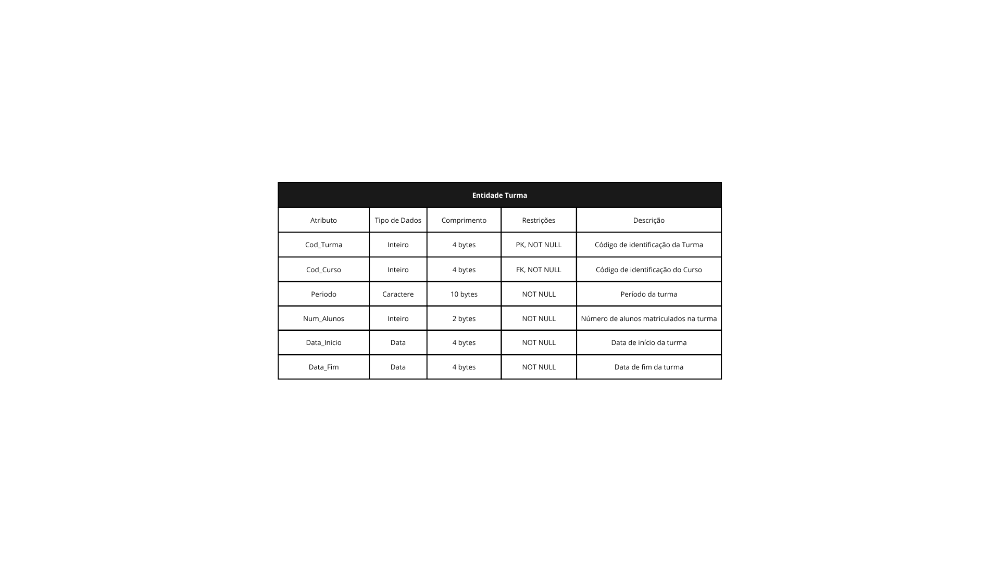 Entidade Turma
Atributo Tipo de Dados Comprimento Restrições Descrição
Cod_Turma Inteiro 4 bytes PK, NOT NULL Código de identificação da Turma
Cod_Curso Inteiro 4 bytes FK, NOT NULL Código de identificação do Curso
Periodo Caractere 10 bytes NOT NULL Período da turma
Num_Alunos Inteiro 2 bytes NOT NULL Número de alunos matriculados na turma
Data_Inicio Data 4 bytes NOT NULL Data de início da turma
Data_Fim Data 4 bytes NOT NULL Data de fim da turma